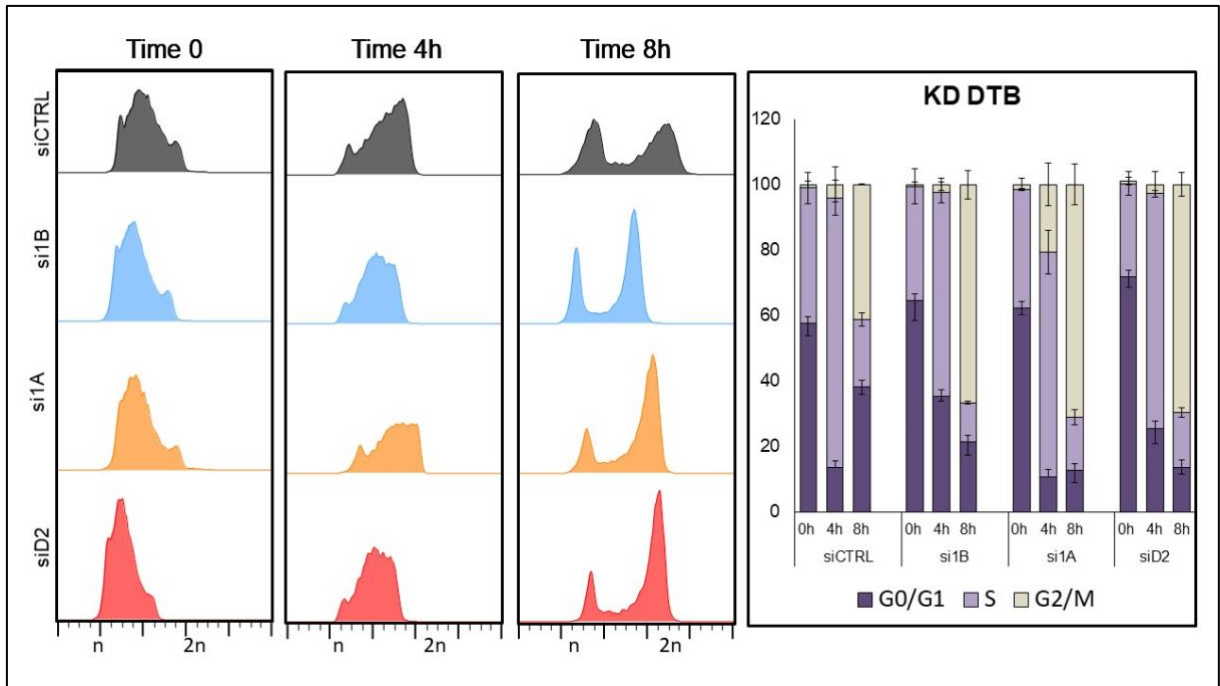 Time 0
Time 4h
Time 8h
siCTRL
si1B
si1A
siD2
n 2n
n 2n
n 2n
KD DTB
120
100
80
60
40
20
0
0h 4h 8h 0h 4h 8h 0h 4h 8h 0h 4h 8h
siCTRL si1B si1A siD2
G0/G1 S G2/M